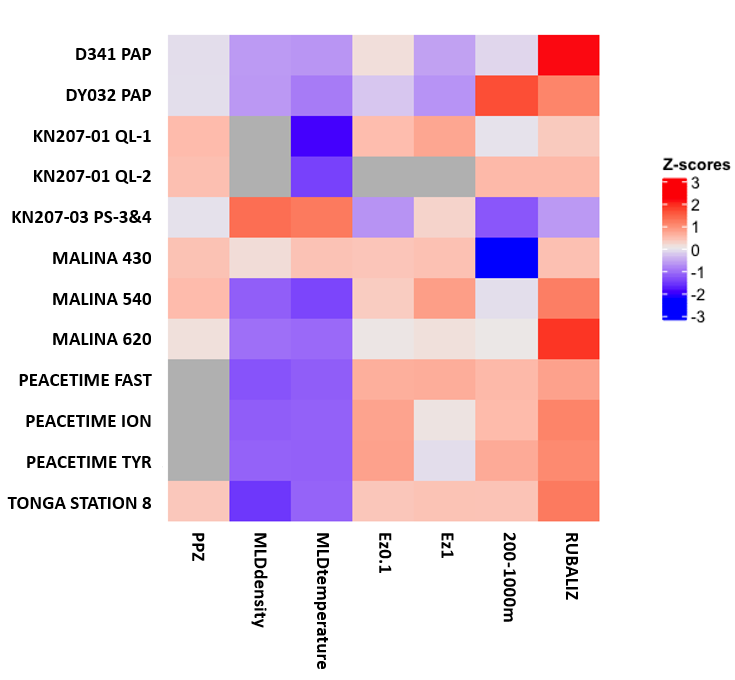 D341 PAP
DY032 PAP
KN207-01 QL-1
KN207-01 QL-2
KN207-03 PS-3&4
MALINA 430
MALINA 540
MALINA 620
PEACETIME FAST
PEACETIME ION
PEACETIME TYR
TONGA STATION 8
PPZ
MLDdensity
MLDtemperature
Ez0.1
Ez1
200-1000m
RUBALIZ
Z-scores
3
2
1
0
-1
-2
-3